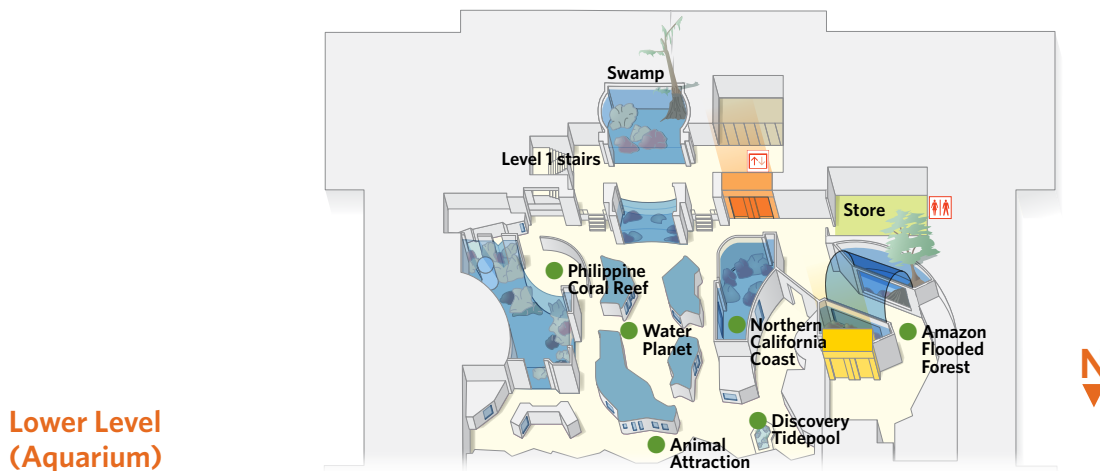 Swamp
Level 1 stairs
Store
Philippine
Coral Reef
Water
Planet
Northern
California
Coast
Amazon
Flooded
Forest
N
Discovery
Tidepool
Animal
Attraction
Lower Level
(Aquarium)